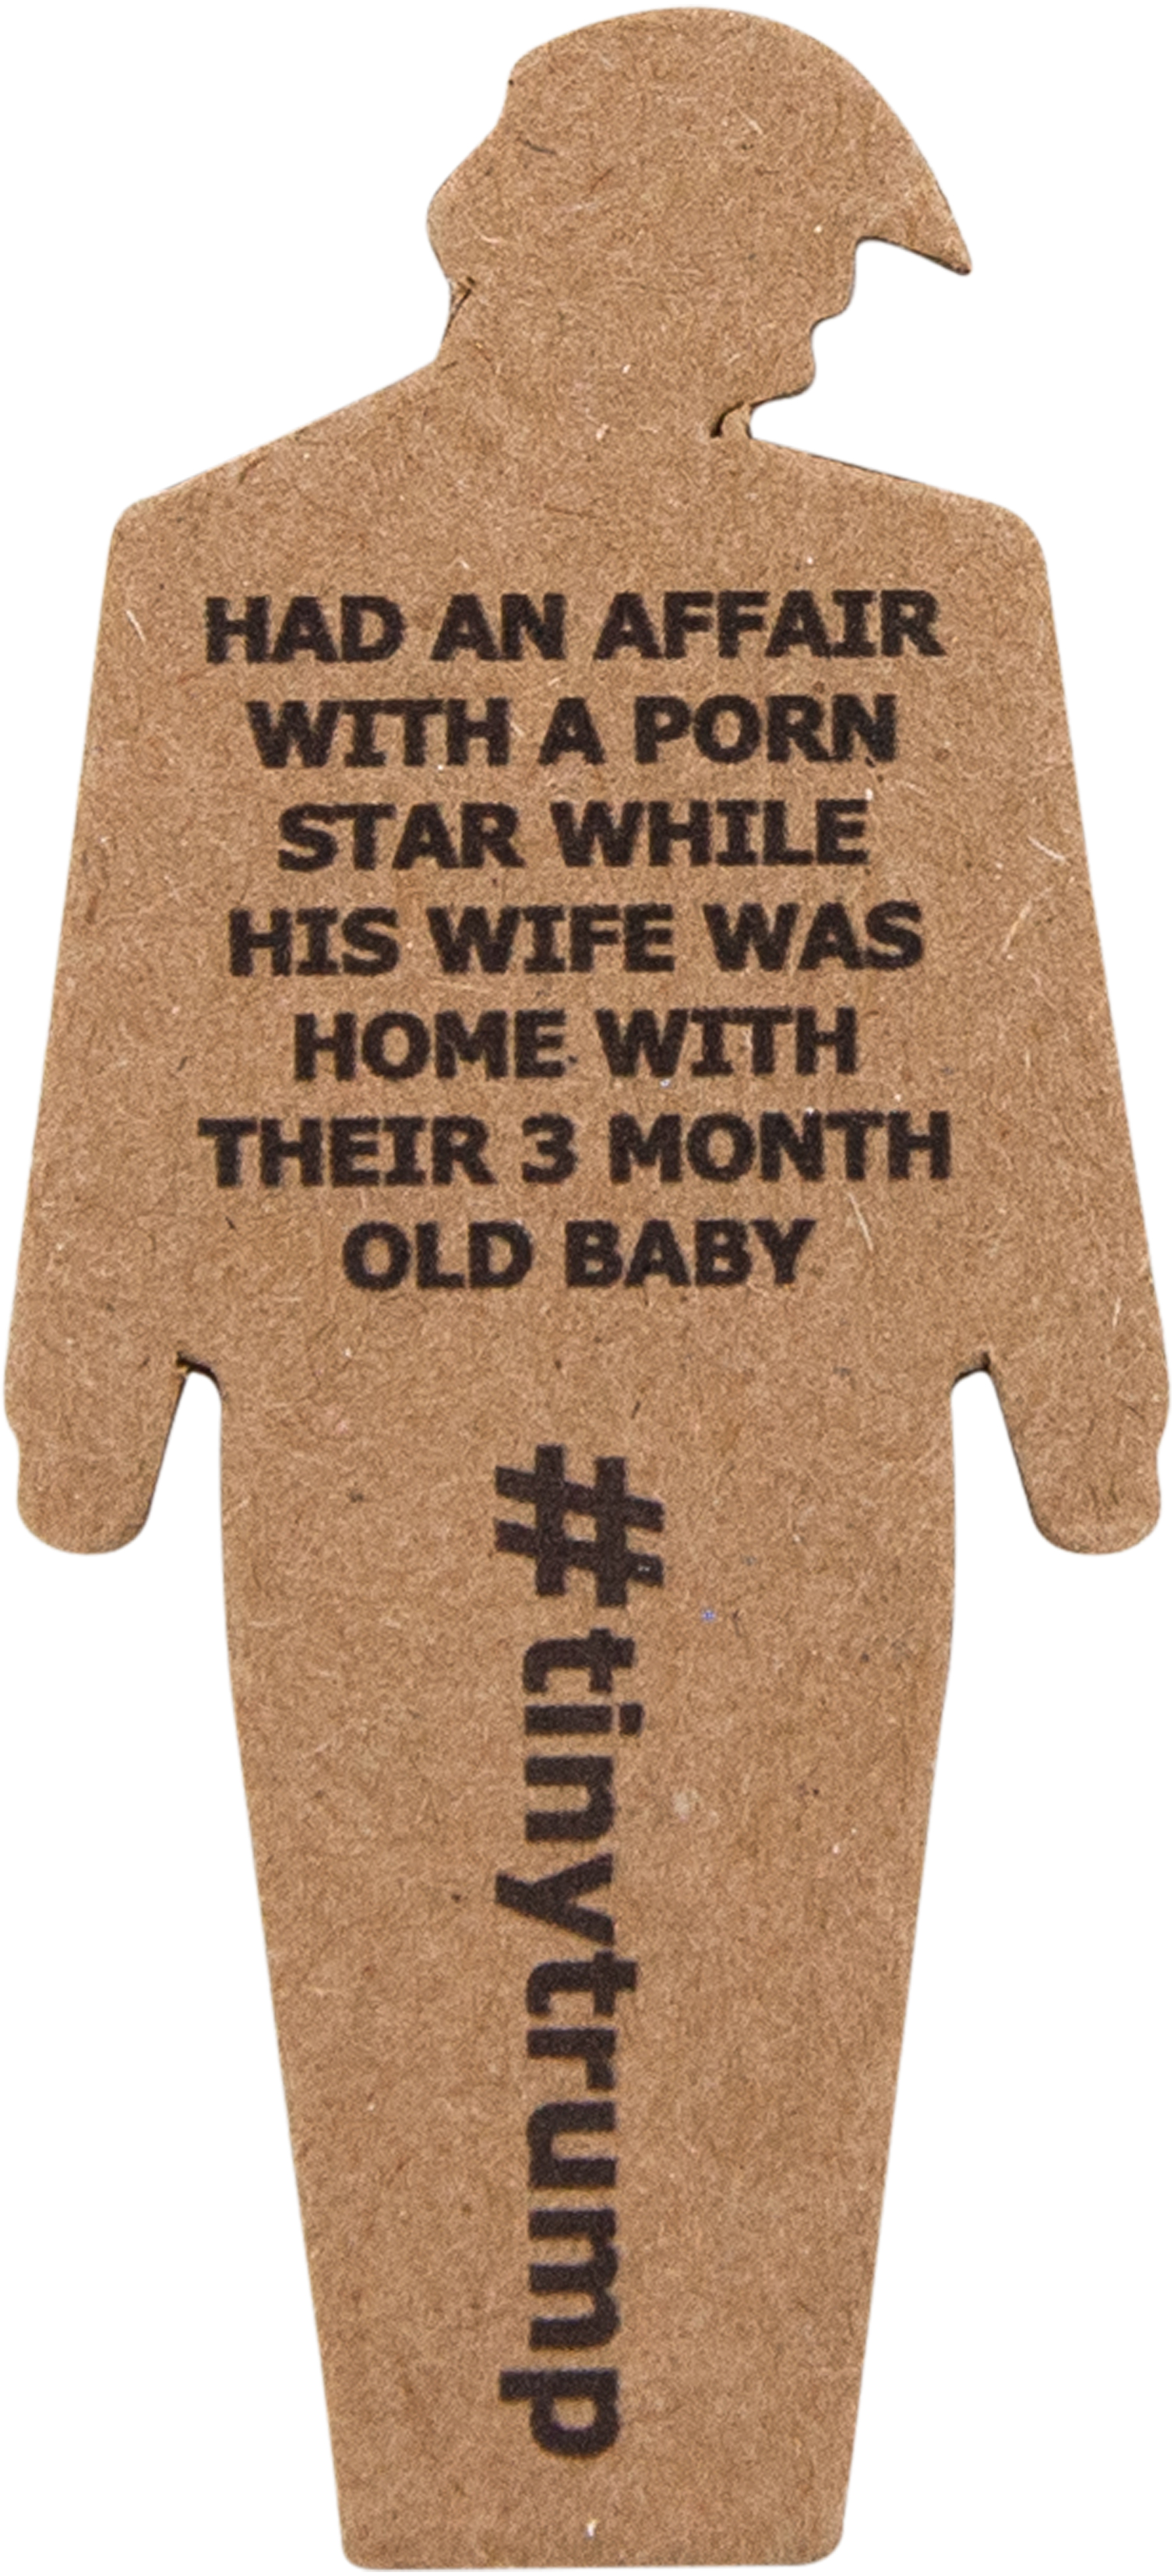 HAD AN AFFAIR
WITH A PORN
STAR WHILE
HIS WIFE WAS
HOME WITH
THEIR 3 MONTH
OLD BABY
#tinytrump